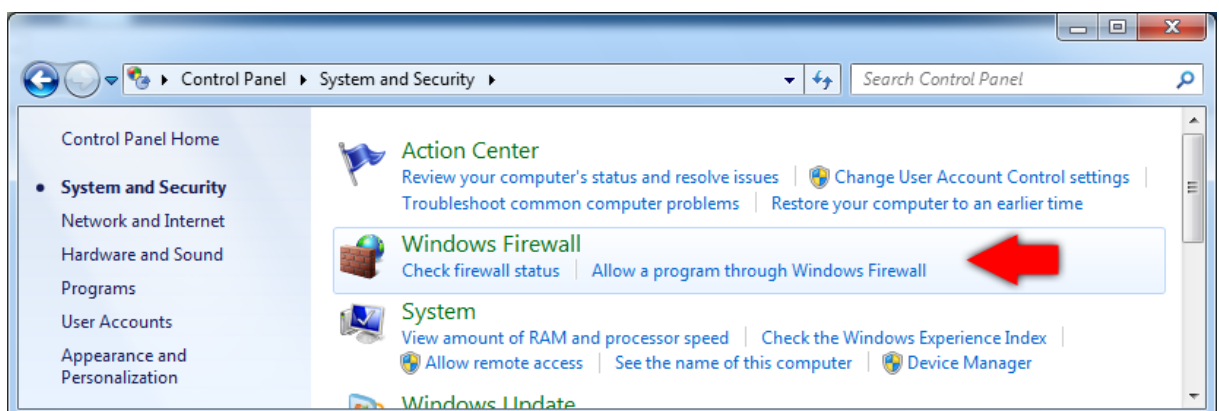 Control Panel System and Security
Search Control Panel
Control Panel Home
System and Security
Network and Internet
Hardware and Sound
Programs
User Accounts
Appearance and
Personalization
Action Center
Review your computer's status and resolve issues Change User Account Control settings
Troubleshoot common computer problems Restore your computer to an earlier time
Windows Firewall
Check firewall status Allow a program through Windows Firewall
System
View amount of RAM and processor speed Check the Windows Experience Index
Allow remote access See the name of this computer Device Manager
Windows Update